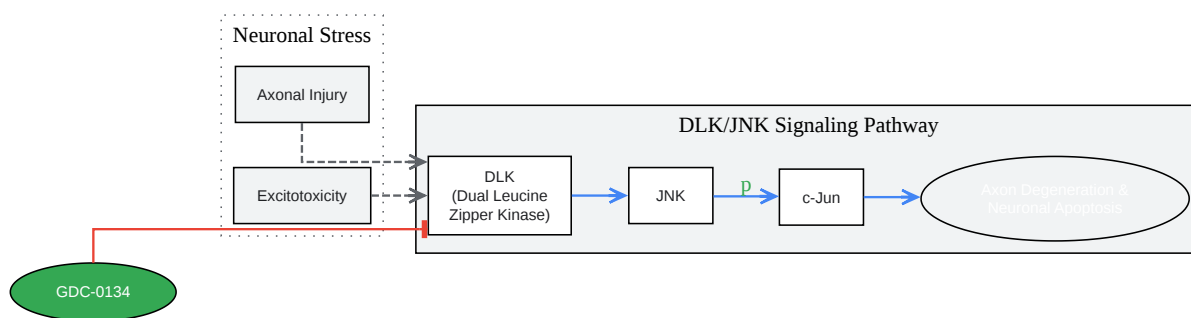 Neuronal Stress
Axonal Injury
Excitotoxicity
DLK/JNK Signaling Pathway
DLK
(Dual Leucine
Zipper Kinase)
JNK
p
c-Jun
Axon Degeneration &
Neuronal Apoptosis
GDC-0134